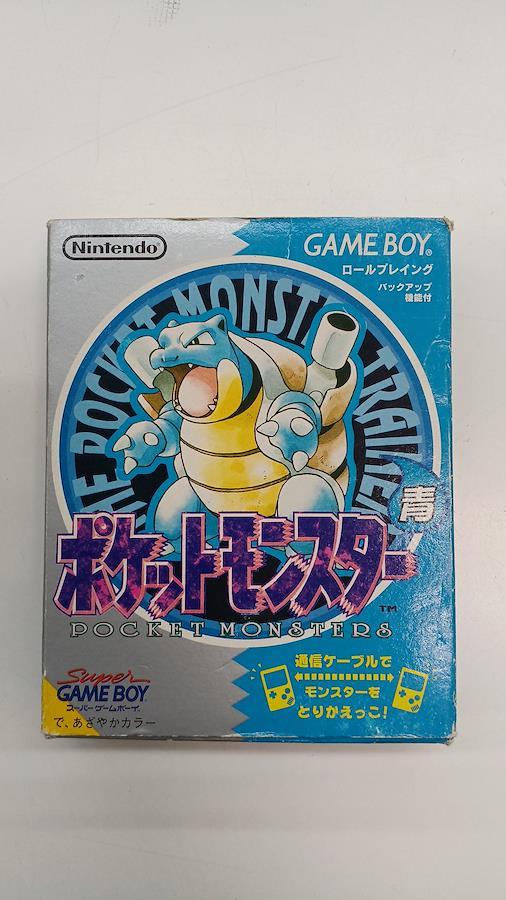 Nintendo
GAME BOY
ロールプレイング
バックアップ
機能付
THE POCKET MONSTER TRAINER
青
ポケットモンスター
TM
POCKET MONSTERS
通信ケーブルで
モンスターを
とりかえっこ!
Super
GAME BOY
スーパーゲームボーイ
で、あざやかカラー